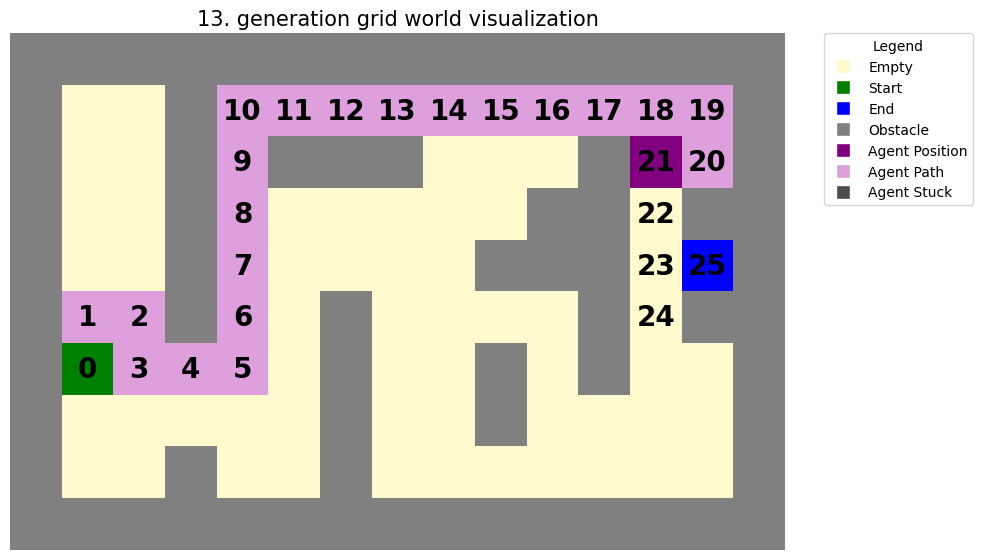 13. generation grid world visualization
Legend
Empty
Start
End
Obstacle
Agent Position
Agent Path
Agent Stuck
10 11 12 13 14 15 16 17 18 19
9 21 20
8 22
7 23 25
1 2 6 24
0 3 4 5